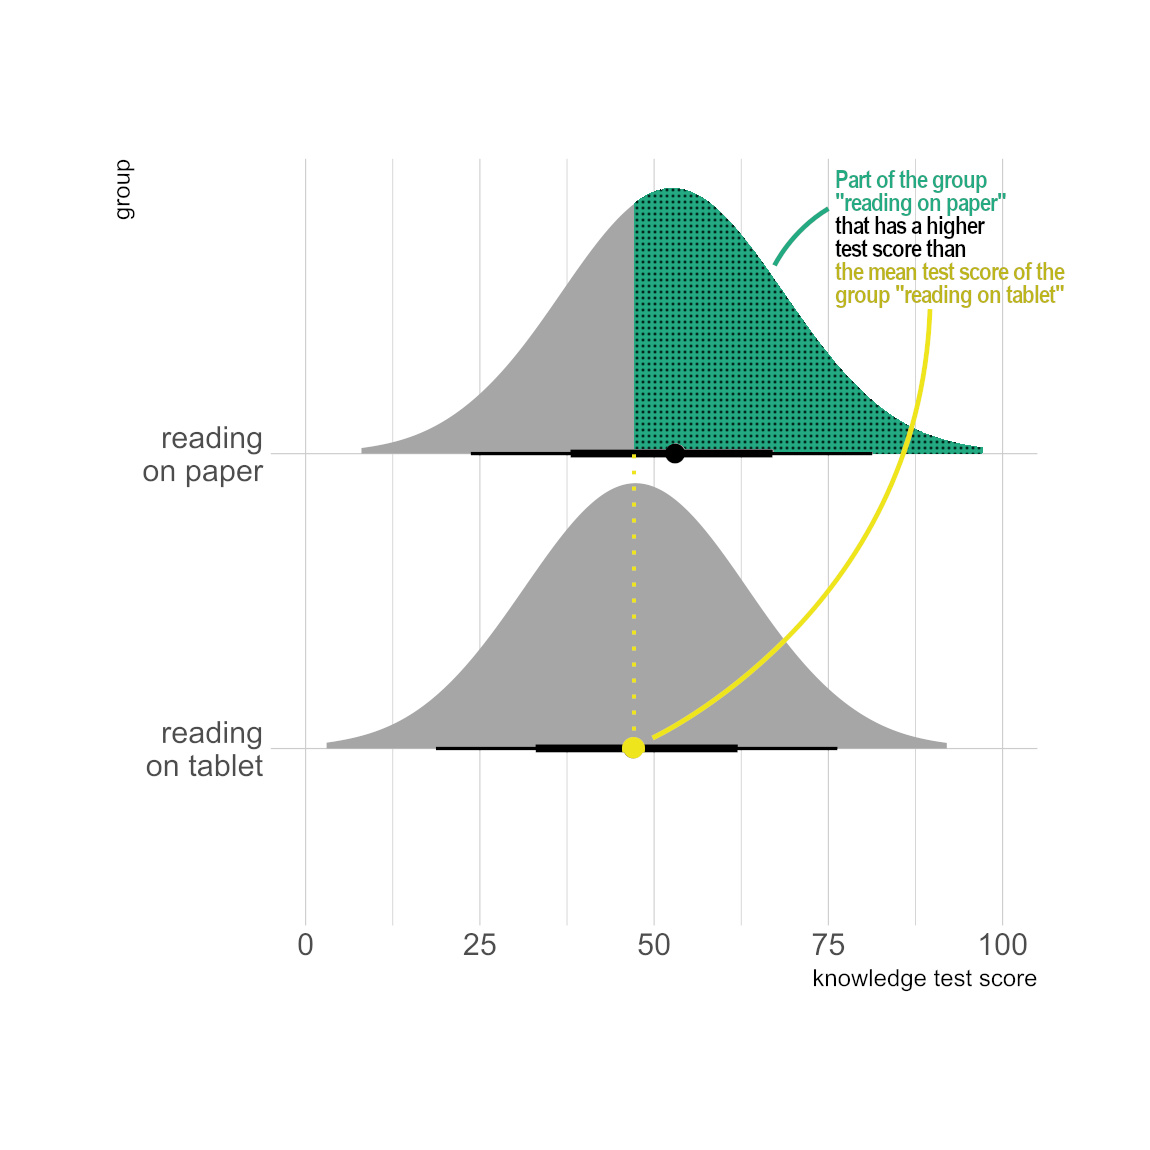 group
Part of the group
"reading on paper"
that has a higher
test score than
the mean test score of the
group "reading on tablet"
reading
on paper
reading
on tablet
0 25 50 75 100
knowledge test score